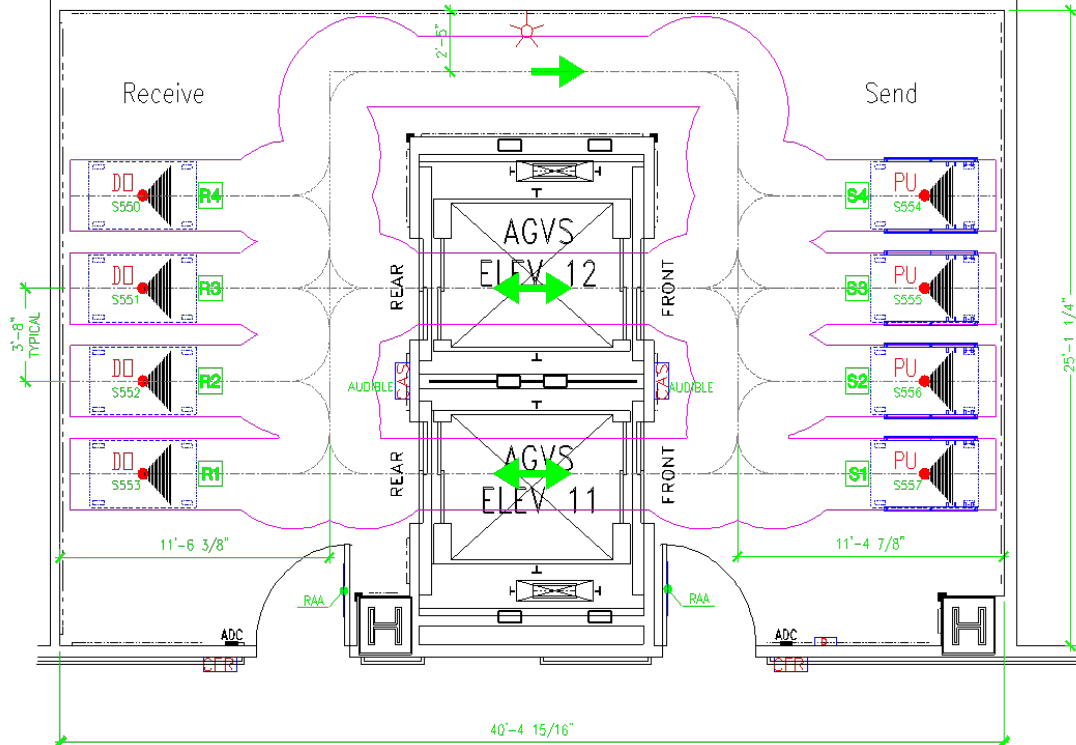 2'-5"
Receive
Send
DO
S550
R4
S4
PU
S554
AGVS
ELEV 12
DO
S551
R3
REAR
FRONT
S3
PU
S555
3'-8"
TYPICAL
25'-1 1/4"
DO
S552
R2
AUDIBLE
CAS
CAS
AUDIBLE
S2
PU
S556
DO
S553
R1
REAR
AGVS
ELEV 11
FRONT
S1
PU
S557
11'-6 3/8"
11'-4 7/8"
RAA
RAA
H
H
ADC
ADC
CFR
CFR
40'-4 15/16"